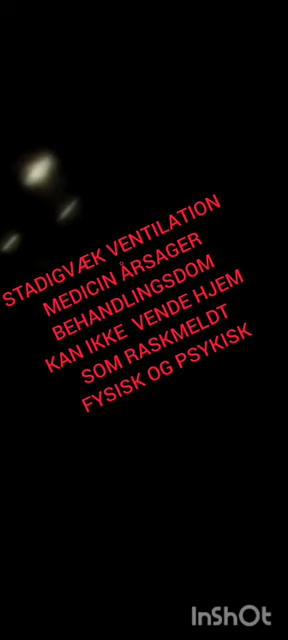 STADIGVÆK VENTILATION
MEDICIN ÅRSAGER
BEHANDLINGSDOM
KAN IKKE VENDE HJEM
SOM RASKMELDT
FYSISK OG PSYKISK
InShOt